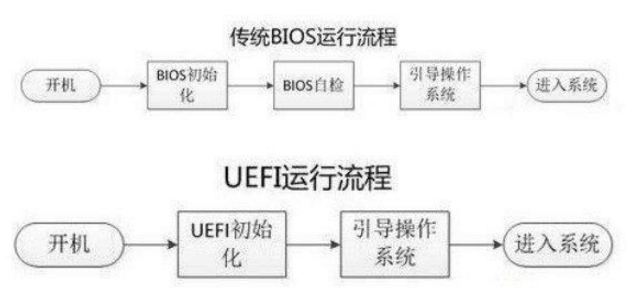 传统BIOS运行流程
开机
BIOS初始
化
BIOS自检
引导操作
系统
进入系统
UEFI运行流程
开机
UEFI初始
化
引导操作
系统
进入系统